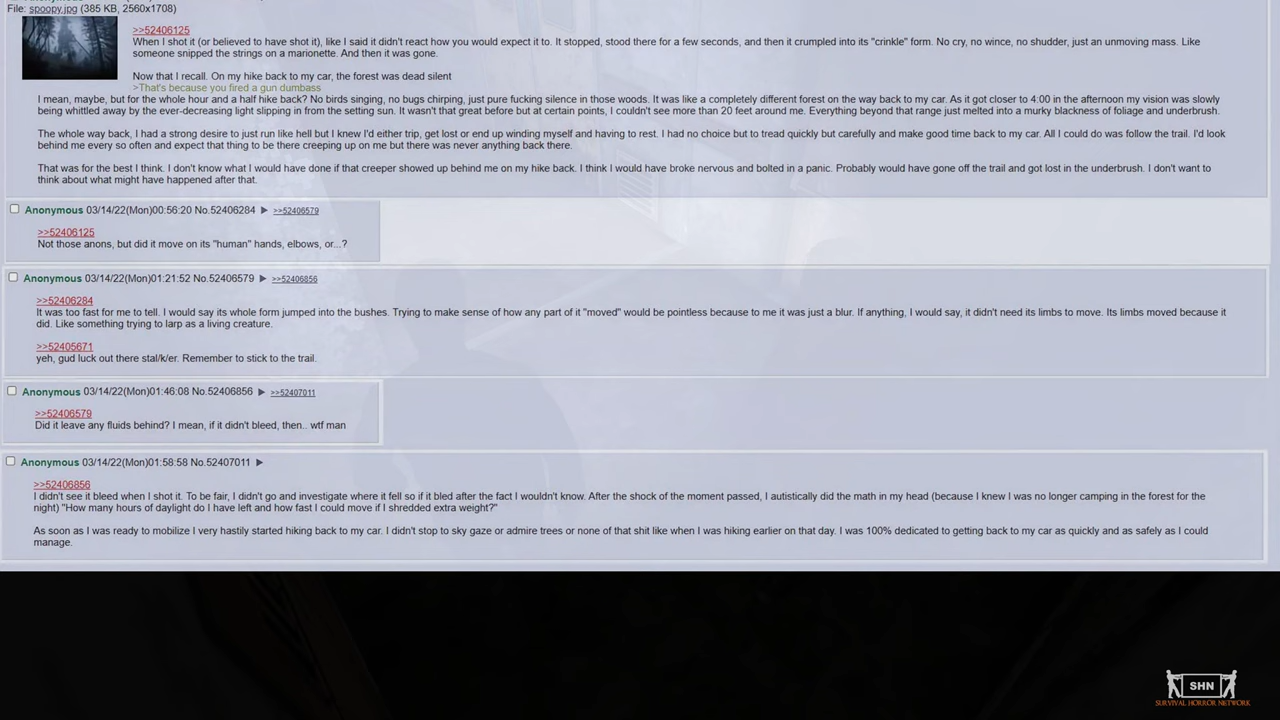 File: spoopy.jpg (385 KB, 2560x1708)
>>52406125
When I shot it (or believed to have shot it), like I said it didn't react how you would expect it to. It stopped, stood there for a few seconds, and then it crumpled into its "crinkle" form. No cry, no wince, no shudder, just an unmoving mass. Like
someone snipped the strings on a marionette. And then it was gone.
Now that I recall. On my hike back to my car, the forest was dead silent
>That's because you fired a gun dumbass
I mean, maybe, but for the whole hour and a half hike back? No birds singing, no bugs chirping, just pure fucking silence in those woods. It was like a completely different forest on the way back to my car. As it got closer to 4:00 in the afternoon my vision was slowly
being whittled away by the ever-decreasing light slipping in from the setting sun. It wasn't that great before but at certain points, I couldn't see more than 20 feet around me. Everything beyond that range just melted into a murky blackness of foliage and underbrush.
The whole way back, I had a strong desire to just run like hell but I knew I'd either trip, get lost or end up winding myself and having to rest. I had no choice but to tread quickly but carefully and make good time back to my car. All I could do was follow the trail. I'd look
behind me every so often and expect that thing to be there creeping up on me but there was never anything back there.
That was for the best I think. I don't know what I would have done if that creeper showed up behind me on my hike back. I think I would have broke nervous and bolted in a panic. Probably would have gone off the trail and got lost in the underbrush. I don't want to
think about what might have happened after that.
Anonymous 03/14/22(Mon)00:56:20 No.52406284 ▶ >>52406579
>>52406125
Not those anons, but did it move on its "human" hands, elbows, or...?
Anonymous 03/14/22(Mon)01:21:52 No.52406579 ▶ >>52406856
>>52406284
It was too fast for me to tell. I would say its whole form jumped into the bushes. Trying to make sense of how any part of it "moved" would be pointless because to me it was just a blur. If anything, I would say, it didn't need its limbs to move. Its limbs moved because it
did. Like something trying to larp as a living creature.
>>52405671
yeh, gud luck out there stal/k/er. Remember to stick to the trail.
Anonymous 03/14/22(Mon)01:46:08 No.52406856 ▶ >>52407011
>>52406579
Did it leave any fluids behind? I mean, if it didn't bleed, then.. wtf man
Anonymous 03/14/22(Mon)01:58:58 No.52407011 ▶
>>52406856
I didn't see it bleed when I shot it. To be fair, I didn't go and investigate where it fell so if it bled after the fact I wouldn't know. After the shock of the moment passed, I autistically did the math in my head (because I knew I was no longer camping in the forest for the
night) "How many hours of daylight do I have left and how fast I could move if I shredded extra weight?"
As soon as I was ready to mobilize I very hastily started hiking back to my car. I didn't stop to sky gaze or admire trees or none of that shit like when I was hiking earlier on that day. I was 100% dedicated to getting back to my car as quickly and as safely as I could
manage.
SHN
SURVIVAL HORROR NETWORK